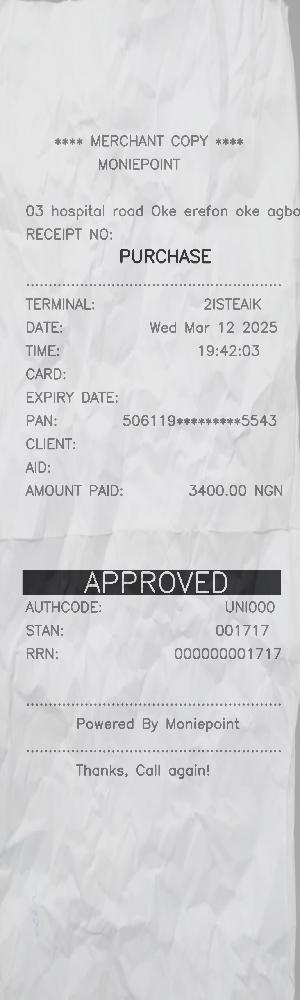 **** MERCHANT COPY ****
MONIEPOINT
03 hospital road Oke erefon oke agbo
RECEIPT NO:
PURCHASE
TERMINAL: 2ISTEAIK
DATE: Wed Mar 12 2025
TIME: 19:42:03
CARD:
EXPIRY DATE:
PAN: 506119*********5543
CLIENT:
AID:
AMOUNT PAID: 3400.00 NGN
APPROVED
AUTHCODE: UNI000
STAN: 001717
RRN: 000000001717
Powered By Moniepoint
Thanks, Call again!